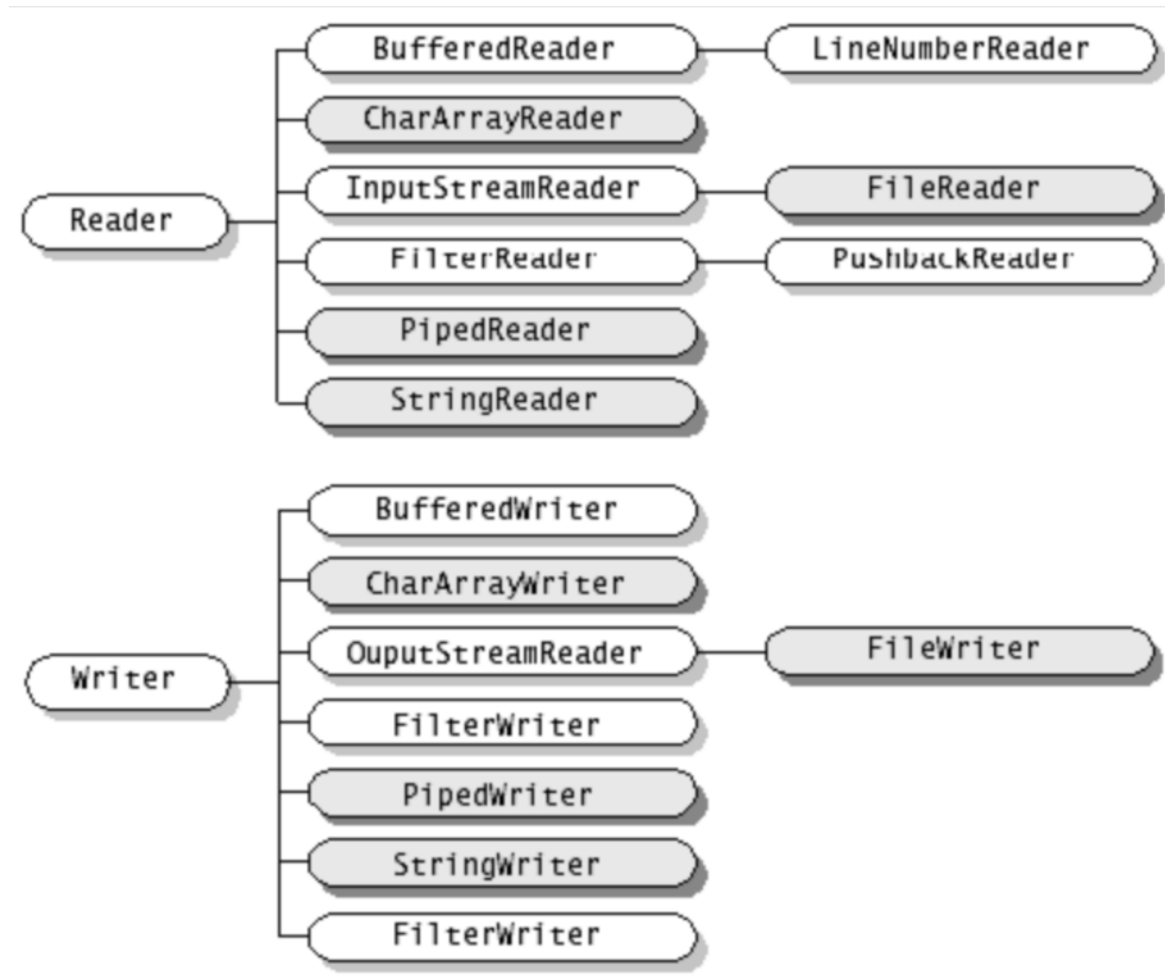 BufferedReader
LineNumberReader
CharArrayReader
InputStreamReader
FileReader
Reader
FilterReader
PushbackReader
PipedReader
StringReader
BufferedWriter
CharArrayWriter
OuputStreamReader
FileWriter
Writer
FilterWriter
PipedWriter
StringWriter
FilterWriter